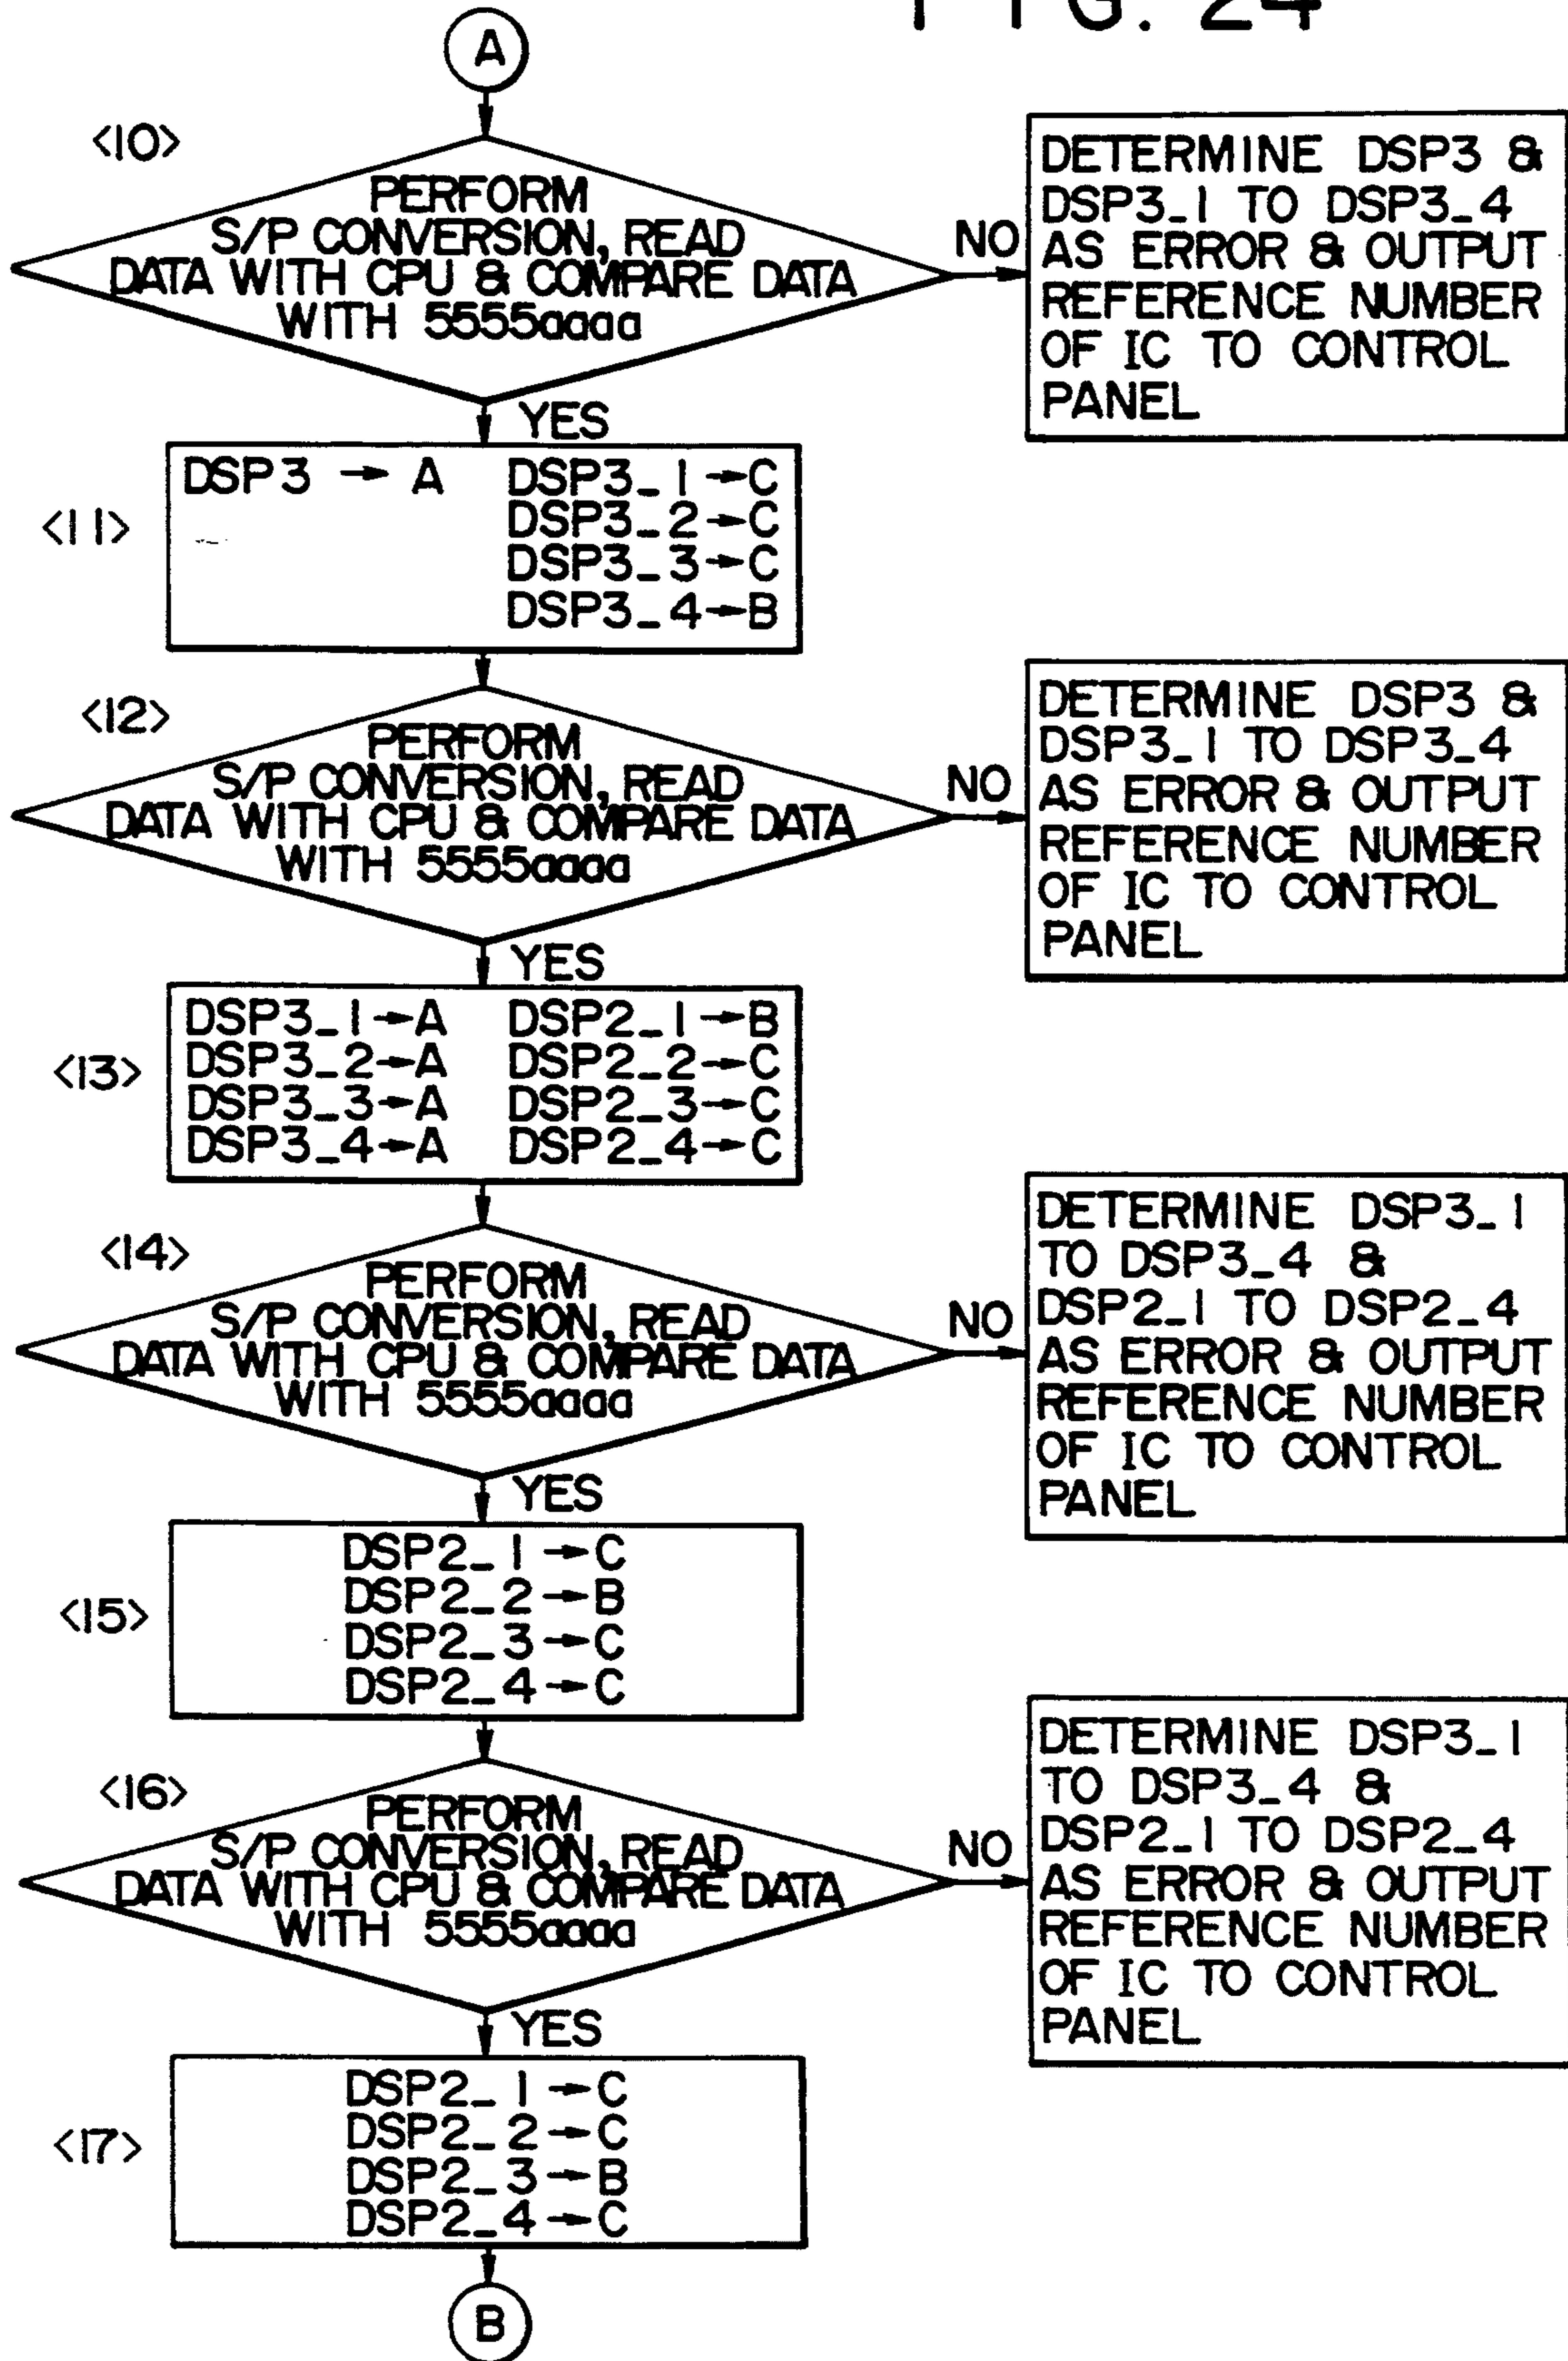 FIG. 24
A
<10>
PERFORM
S/P CONVERSION, READ
DATA WITH CPU & COMPARE DATA
WITH 5555aaaa
NO
DETERMINE DSP3 &
DSP3_1 TO DSP3_4
AS ERROR & OUTPUT
REFERENCE NUMBER
OF IC TO CONTROL
PANEL
YES
<11>
DSP3 → A DSP3_1→C
DSP3_2→C
DSP3_3→C
DSP3_4→B
<12>
PERFORM
S/P CONVERSION, READ
DATA WITH CPU & COMPARE DATA
WITH 5555aaaa
NO
DETERMINE DSP3 &
DSP3_1 TO DSP3_4
AS ERROR & OUTPUT
REFERENCE NUMBER
OF IC TO CONTROL
PANEL
YES
<13>
DSP3_1→A DSP2_1→B
DSP3_2→A DSP2_2→C
DSP3_3→A DSP2_3→C
DSP3_4→A DSP2_4→C
<14>
PERFORM
S/P CONVERSION, READ
DATA WITH CPU & COMPARE DATA
WITH 5555aaaa
NO
DETERMINE DSP3_1
TO DSP3_4 &
DSP2_1 TO DSP2_4
AS ERROR & OUTPUT
REFERENCE NUMBER
OF IC TO CONTROL
PANEL
YES
<15>
DSP2_1→C
DSP2_2→B
DSP2_3→C
DSP2_4→C
<16>
PERFORM
S/P CONVERSION, READ
DATA WITH CPU & COMPARE DATA
WITH 5555aaaa
NO
DETERMINE DSP3_1
TO DSP3_4 &
DSP2_1 TO DSP2_4
AS ERROR & OUTPUT
REFERENCE NUMBER
OF IC TO CONTROL
PANEL
YES
<17>
DSP2_1→C
DSP2_2→C
DSP2_3→B
DSP2_4→C
B